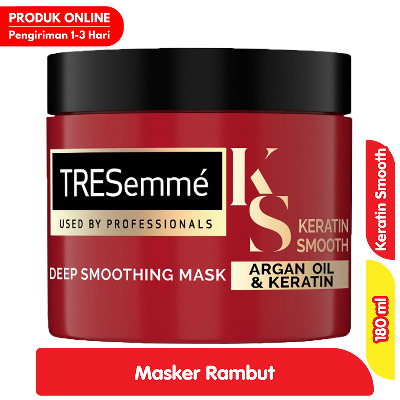 PRODUK ONLINE
Pengiriman 1-3 Hari
TRESemmé
USED BY PROFESSIONALS
KS
KERATIN
SMOOTH
DEEP SMOOTHING MASK
ARGAN OIL
& KERATIN
Keratin Smooth
180 ml
Masker Rambut